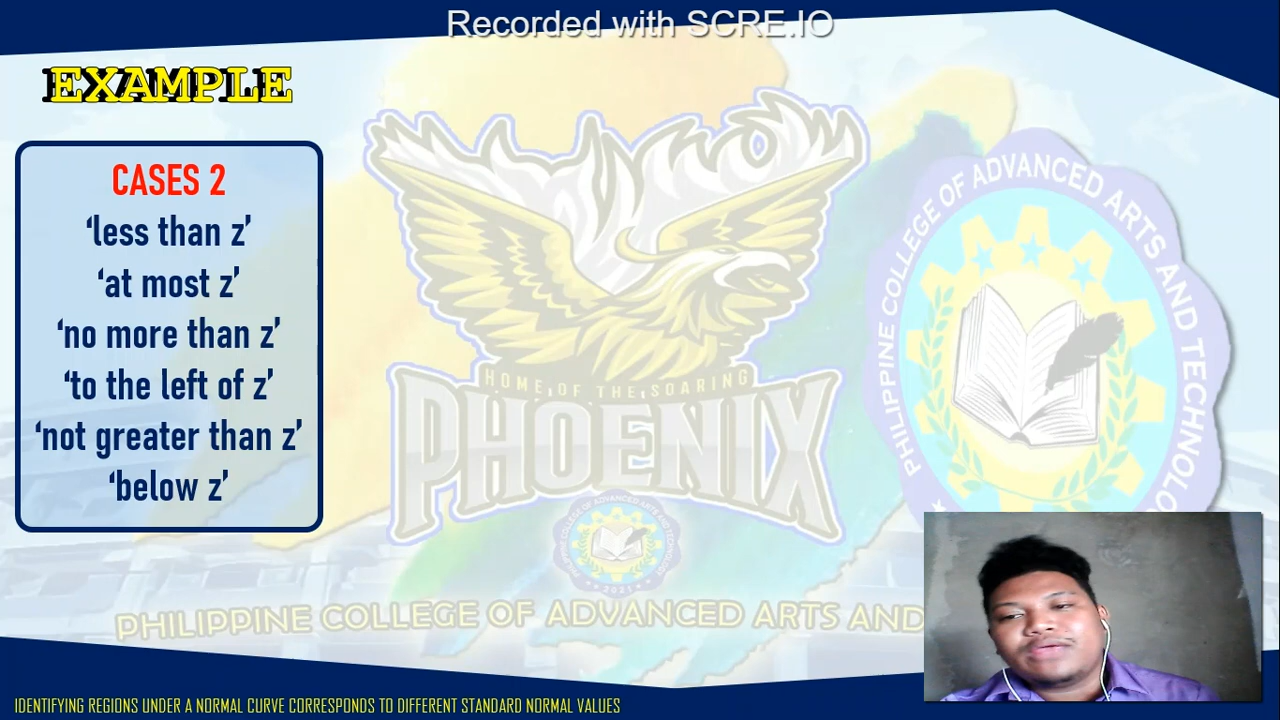 Recorded with SCRE.IO
EXAMPLE
CASES 2
‘less than z’
‘at most z’
‘no more than z’
‘to the left of z’
‘not greater than z’
‘below z’
HOME OF THE SOARING
PHOENIX
PHILIPPINE COLLEGE OF ADVANCED ARTS AND
PHILIPPINE COLLEGE OF ADVANCED ARTS AND TECHNOLO
IDENTIFYING REGIONS UNDER A NORMAL CURVE CORRESPONDS TO DIFFERENT STANDARD NORMAL VALUES